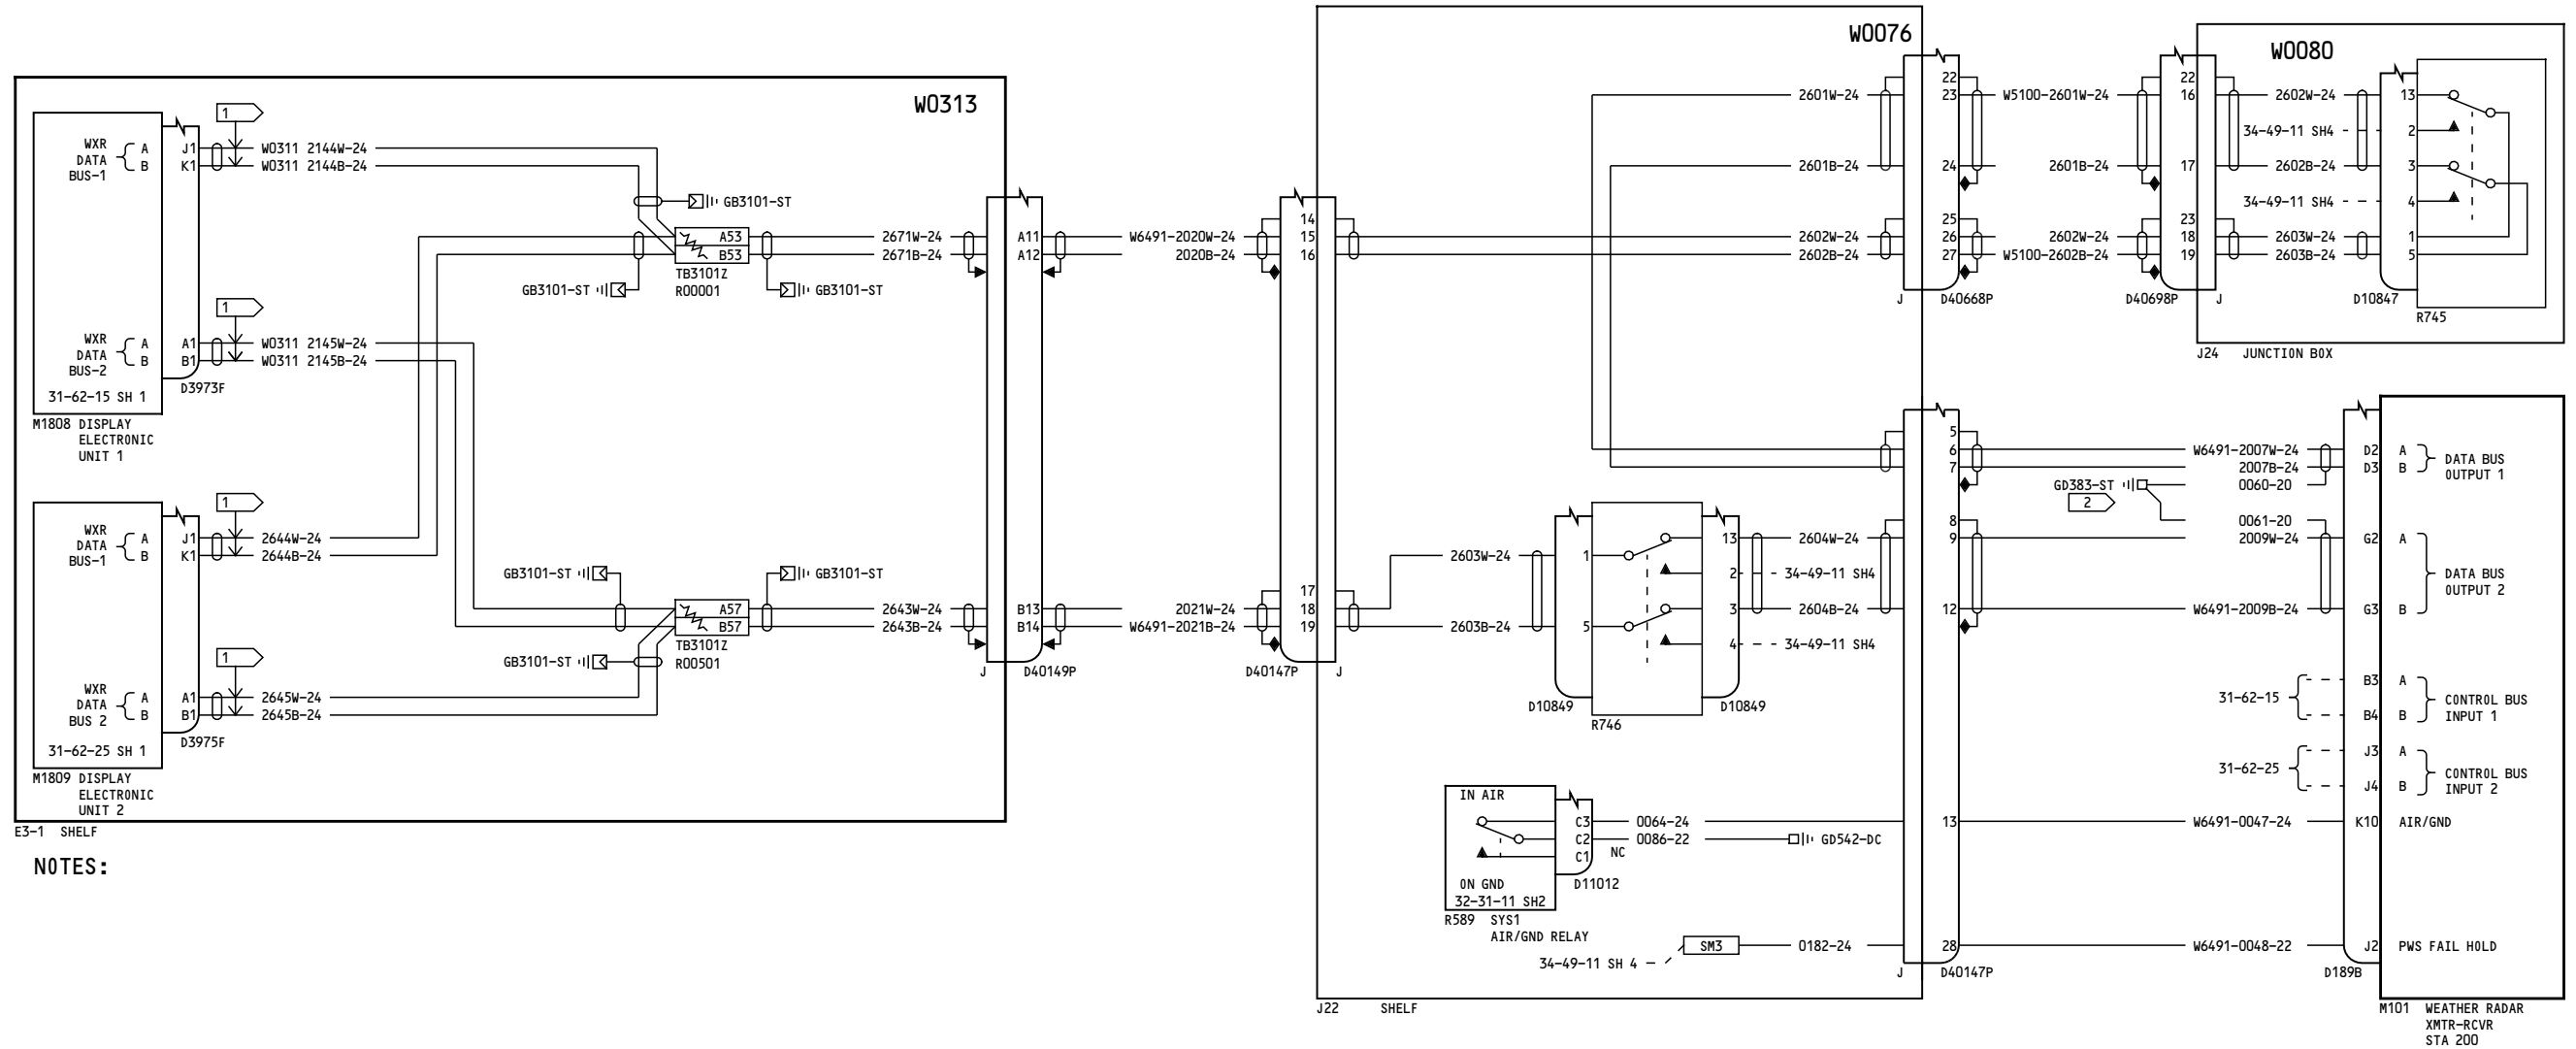 W0313
1
WXR
DATA
BUS-1
A
B
J1
K1
W0311 2144W-24
W0311 2144B-24
GB3101-ST
A53
B53
TB3101Z
R00001
GB3101-ST
GB3101-ST
2671W-24
2671B-24
A11
A12
1
WXR
DATA
BUS-2
A
B
A1
B1
W0311 2145W-24
W0311 2145B-24
31-62-15 SH 1
D3973F
M1808 DISPLAY
ELECTRONIC
UNIT 1
1
WXR
DATA
BUS-1
A
B
J1
K1
2644W-24
2644B-24
GB3101-ST
GB3101-ST
A57
B57
TB3101Z
R00501
GB3101-ST
2643W-24
2643B-24
B13
B14
J
D40149P
1
WXR
DATA
BUS 2
A
B
A1
B1
2645W-24
2645B-24
31-62-25 SH 1
D3975F
M1809 DISPLAY
ELECTRONIC
UNIT 2
E3-1 SHELF
NOTES:
W6491-2020W-24
2020B-24
2021W-24
W6491-2021B-24
14
15
16
17
18
19
D40147P
J
W0076
2601W-24
2601B-24
2602W-24
2602B-24
22
23
24
25
26
27
J
D40668P
W5100-2601W-24
2601B-24
2602W-24
W5100-2602B-24
22
16
17
23
18
19
D40698P
J
W0080
2602W-24
34-49-11 SH4
2602B-24
34-49-11 SH4
2603W-24
2603B-24
13
2
3
4
1
5
D10847
R745
J24 JUNCTION BOX
2603W-24
2603B-24
1
5
D10849
R746
13
2
3
4
D10849
2604W-24
34-49-11 SH4
2604B-24
34-49-11 SH4
5
6
7
8
9
12
13
28
J
D40147P
IN AIR
ON GND
32-31-11 SH2
C3
C2
C1
D11012
0064-24
0086-22
NC
GD542-DC
R589 SYS1
AIR/GND RELAY
SM3
0182-24
34-49-11 SH 4
J22 SHELF
W6491-2007W-24
2007B-24
GD383-ST
0060-20
2
0061-20
2009W-24
W6491-2009B-24
31-62-15
31-62-25
W6491-0047-24
W6491-0048-22
D2
D3
G2
G3
B3
B4
J3
J4
K10
J2
D189B
A
B
DATA BUS
OUTPUT 1
A
B
DATA BUS
OUTPUT 2
A
B
CONTROL BUS
INPUT 1
A
B
CONTROL BUS
INPUT 2
AIR/GND
PWS FAIL HOLD
M101 WEATHER RADAR
XMTR-RCVR
STA 200